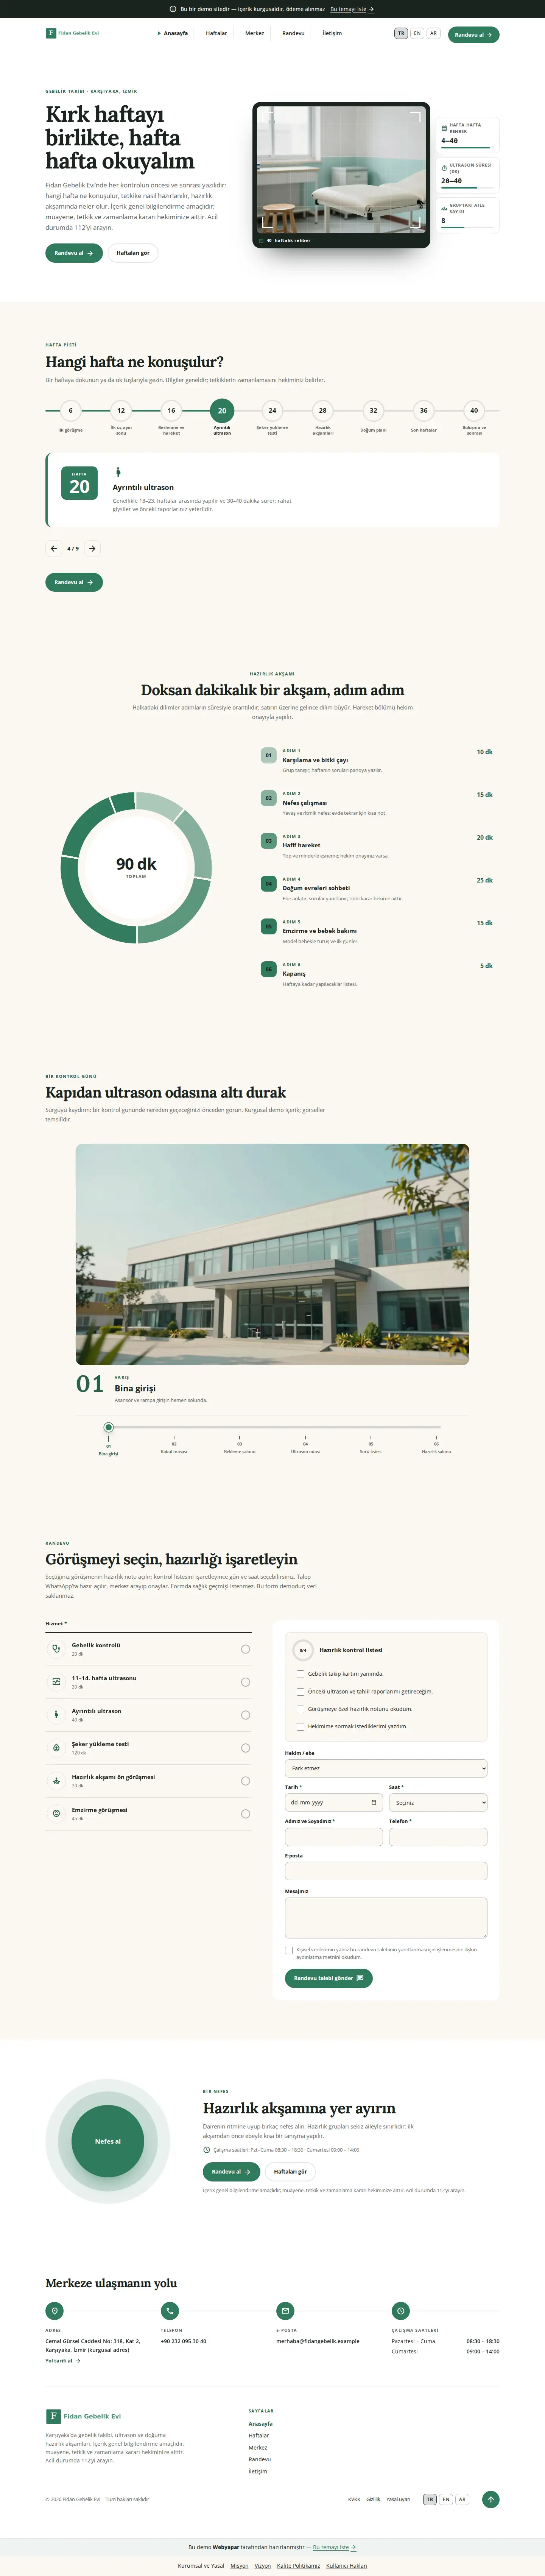 Bu bir demo sitedir — içerik kurgusaldır, ödeme alınmaz Bu temayı iste →
F Fidan Gebelik Evi
Anasayfa Haftalar Merkez Randevu İletişim
TR EN AR
Randevu al →
GEBELİK TAKİBİ · KARŞIYAKA, İZMİR
Kırk haftayı
birlikte, hafta
hafta okuyalım
Fidan Gebelik Evi'nde her kontrolün öncesi ve sonrası yazılıdır:
hangi hafta ne konuşulur, tetkike nasıl hazırlanılır, hazırlık
akşamında neler olur. İçerik genel bilgilendirme amaçlıdır;
muayene, tetkik ve zamanlama kararı hekiminize aittir. Acil
durumda 112'yi arayın.
Randevu al →
Haftaları gör
40 haftalık rehber
HAFTA HAFTA
REHBER
4–40
ULTRASON SÜRESİ
(DK)
20–40
GRUPTAKİ AİLE
SAYISI
8
HAFTA PİSTİ
Hangi hafta ne konuşulur?
Bir haftaya dokunun ya da ok tuşlarıyla gezin. Bilgiler geneldir; tetkiklerin zamanlamasını hekiminiz belirler.
6 12 16 20 24 28 32 36 40
İlk görüşme
İlk üç ayın
sonu
Beslenme ve
hareket
Ayrıntılı
ultrason
Şeker yükleme
testi
Hazırlık
akşamları
Doğum planı
Son haftalar
Buluşma ve
sonrası
HAFTA
20
Ayrıntılı ultrason
Genellikle 18–23. haftalar arasında yapılır ve 30–40 dakika sürer; rahat
giysiler ve önceki raporlarınız yeterlidir.
← 4 / 9 →
Randevu al →
HAZIRLIK AKŞAMI
Doksan dakikalık bir akşam, adım adım
Halkadaki dilimler adımların süresiyle orantılıdır; satırın üzerine gelince dilim büyür. Hareket bölümü hekim
onayıyla yapılır.
90 dk
TOPLAM
01
ADIM 1
Karşılama ve bitki çayı
Grup tanışır; haftanın soruları panoya yazılır.
10 dk
02
ADIM 2
Nefes çalışması
Yavaş ve ritmik nefes; evde tekrar için kısa not.
15 dk
03
ADIM 3
Hafif hareket
Top ve minderle esneme; hekim onayınız varsa.
20 dk
04
ADIM 4
Doğum evreleri sohbeti
Ebe anlatır, sorular yanıtlanır; tıbbi karar hekime aittir.
25 dk
05
ADIM 5
Emzirme ve bebek bakımı
Model bebekle tutuş ve ilk günler.
15 dk
06
ADIM 6
Kapanış
Haftaya kadar yapılacaklar listesi.
5 dk
BİR KONTROL GÜNÜ
Kapıdan ultrason odasına altı durak
Sürgüyü kaydırın: bir kontrol gününde nereden geçeceğinizi önceden görün. Kurgusal demo içerik; görseller
temsilidir.
01
VARIŞ
Bina girişi
Asansör ve rampa girişin hemen solunda.
01
Bina girişi
02
Kabul masası
03
Bekleme salonu
04
Ultrason odası
05
Soru listesi
06
Hazırlık salonu
RANDEVU
Görüşmeyi seçin, hazırlığı işaretleyin
Seçtiğiniz görüşmenin hazırlık notu açılır; kontrol listesini işaretleyince gün ve saat seçebilirsiniz. Talep
WhatsApp'ta hazır açılır, merkez arayıp onaylar. Formda sağlık geçmişi istenmez. Bu form demodur; veri
saklanmaz.
Hizmet *
Gebelik kontrolü
20 dk
11–14. hafta ultrasonu
30 dk
Ayrıntılı ultrason
40 dk
Şeker yükleme testi
120 dk
Hazırlık akşamı ön görüşmesi
30 dk
Emzirme görüşmesi
45 dk
0/4 Hazırlık kontrol listesi
Gebelik takip kartım yanımda.
Önceki ultrason ve tahlil raporlarımı getireceğim.
Görüşmeye özel hazırlık notunu okudum.
Hekimime sormak istediklerimi yazdım.
Hekim / ebe
Fark etmez
Tarih * Saat *
dd.mm.yyyy Seçiniz
Adınız ve Soyadınız * Telefon *
E-posta
Mesajınız
Kişisel verilerimin yalnız bu randevu talebinin yanıtlanması için işlenmesine ilişkin
aydınlatma metnini okudum.
Randevu talebi gönder
Nefes al
BİR NEFES
Hazırlık akşamına yer ayırın
Dairenin ritmine uyup birkaç nefes alın. Hazırlık grupları sekiz aileyle sınırlıdır; ilk
akşamdan önce ebeyle kısa bir tanışma yapılır.
Çalışma saatleri: Pzt–Cuma 08:30 – 18:30 · Cumartesi 09:00 – 14:00
Randevu al →
Haftaları gör
İçerik genel bilgilendirme amaçlıdır; muayene, tetkik ve zamanlama kararı hekiminize aittir. Acil durumda 112'yi arayın.
Merkeze ulaşmanın yolu
ADRES
Cemal Gürsel Caddesi No: 318, Kat 2,
Karşıyaka, İzmir (kurgusal adres)
Yol tarifi al →
TELEFON
+90 232 095 30 40
E-POSTA
merhaba@fidangebelik.example
ÇALIŞMA SAATLERİ
Pazartesi – Cuma 08:30 – 18:30
Cumartesi 09:00 – 14:00
F Fidan Gebelik Evi
Karşıyaka'da gebelik takibi, ultrason ve doğuma
hazırlık akşamları. İçerik genel bilgilendirme amaçlıdır;
muayene, tetkik ve zamanlama kararı hekiminize aittir.
Acil durumda 112'yi arayın.
SAYFALAR
Anasayfa
Haftalar
Merkez
Randevu
İletişim
© 2026 Fidan Gebelik Evi Tüm hakları saklıdır
KVKK Gizlilik Yasal uyarı
TR EN AR
Bu demo Webyapar tarafından hazırlanmıştır — Bu temayı iste →
Kurumsal ve Yasal Misyon Vizyon Kalite Politikamız Kullanıcı Hakları